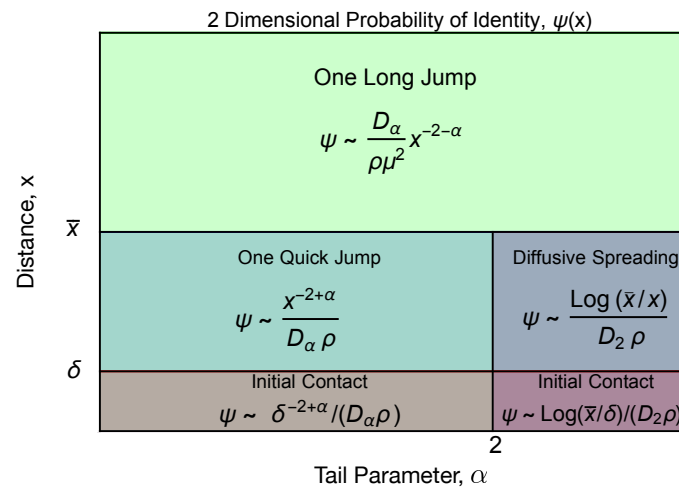 2 Dimensional Probability of Identity, ψ(x)
One Long Jump
ψ ~ D_α / ρμ² x^{-2-α}
Distance, x
x̄
One Quick Jump
Diffusive Spreading
ψ ~ x^{-2+α} / D_α ρ
ψ ~ Log (x̄ / x) / D_2 ρ
δ
Initial Contact
Initial Contact
ψ ~ δ^{-2+α}/(D_αρ)
ψ ~ Log(x̄/δ)/(D_2ρ)
2
Tail Parameter, α